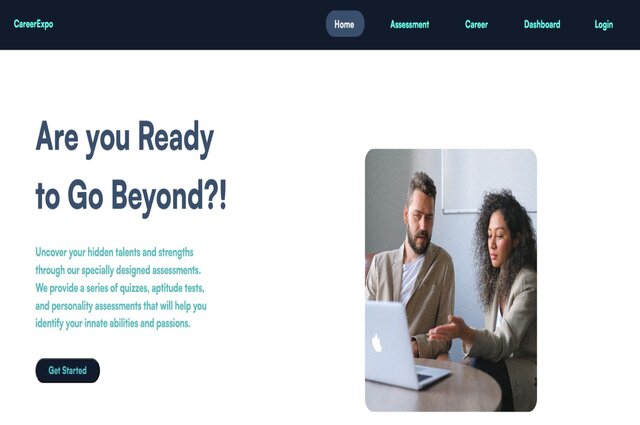 CareerExpo
Home
Assessment
Career
Dashboard
Login
Are you Ready
to Go Beyond?!
Uncover your hidden talents and strengths
through our specially designed assessments.
We provide a series of quizzes, aptitude tests,
and personality assessments that will help you
identify your innate abilities and passions.
Get Started